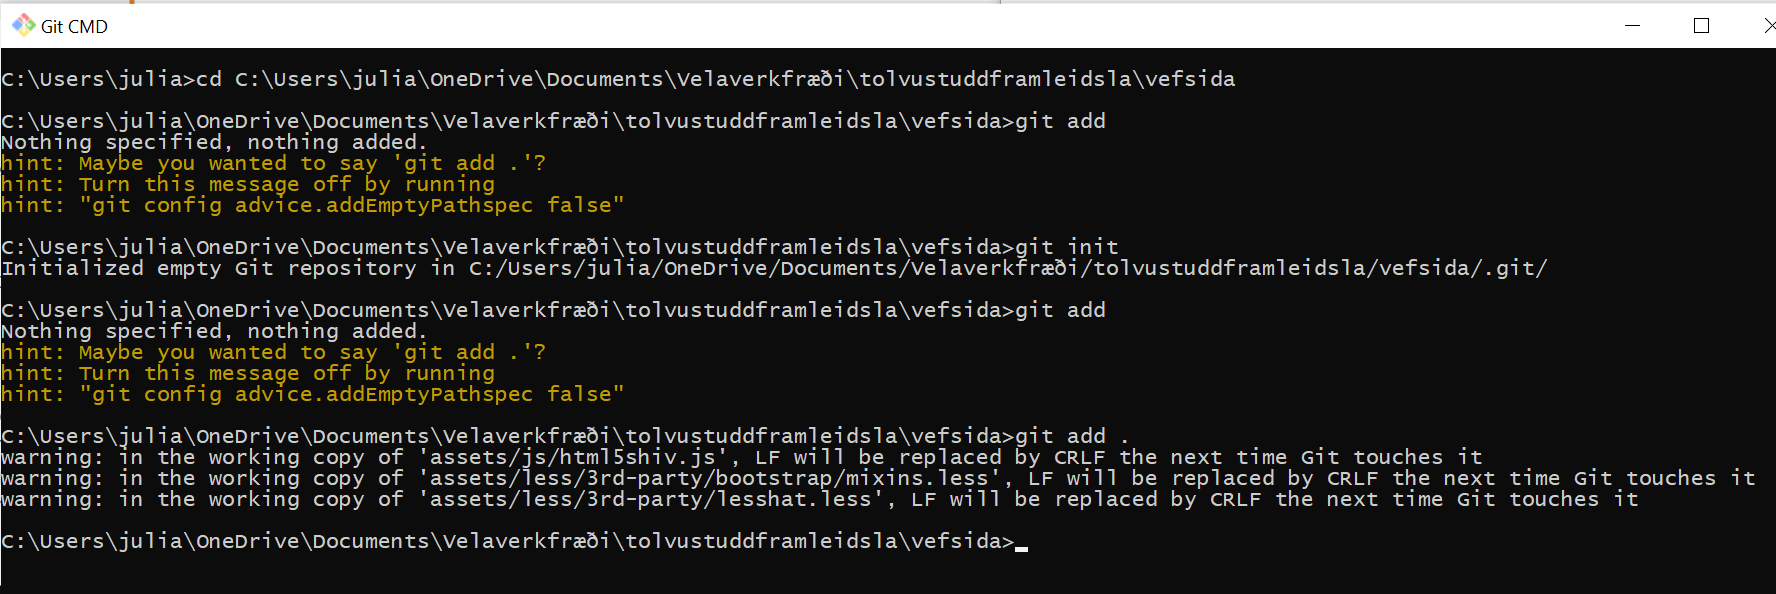 Git CMD
C:\Users\julia>cd C:\Users\julia\OneDrive\Documents\Velaverkfræði\tolvustuddframleidsla\vefsida
C:\Users\julia\OneDrive\Documents\Velaverkfræði\tolvustuddframleidsla\vefsida>git add
Nothing specified, nothing added.
hint: Maybe you wanted to say 'git add .'?
hint: Turn this message off by running
hint: "git config advice.addEmptyPathspec false"
C:\Users\julia\OneDrive\Documents\Velaverkfræði\tolvustuddframleidsla\vefsida>git init
Initialized empty Git repository in C:/Users/julia/OneDrive/Documents/Velaverkfræði/tolvustuddframleidsla/vefsida/.git/
C:\Users\julia\OneDrive\Documents\Velaverkfræði\tolvustuddframleidsla\vefsida>git add
Nothing specified, nothing added.
hint: Maybe you wanted to say 'git add .'?
hint: Turn this message off by running
hint: "git config advice.addEmptyPathspec false"
C:\Users\julia\OneDrive\Documents\Velaverkfræði\tolvustuddframleidsla\vefsida>git add .
warning: in the working copy of 'assets/js/html5shiv.js', LF will be replaced by CRLF the next time Git touches it
warning: in the working copy of 'assets/less/3rd-party/bootstrap/mixins.less', LF will be replaced by CRLF the next time Git touches it
warning: in the working copy of 'assets/less/3rd-party/lesshat.less', LF will be replaced by CRLF the next time Git touches it
C:\Users\julia\OneDrive\Documents\Velaverkfræði\tolvustuddframleidsla\vefsida>